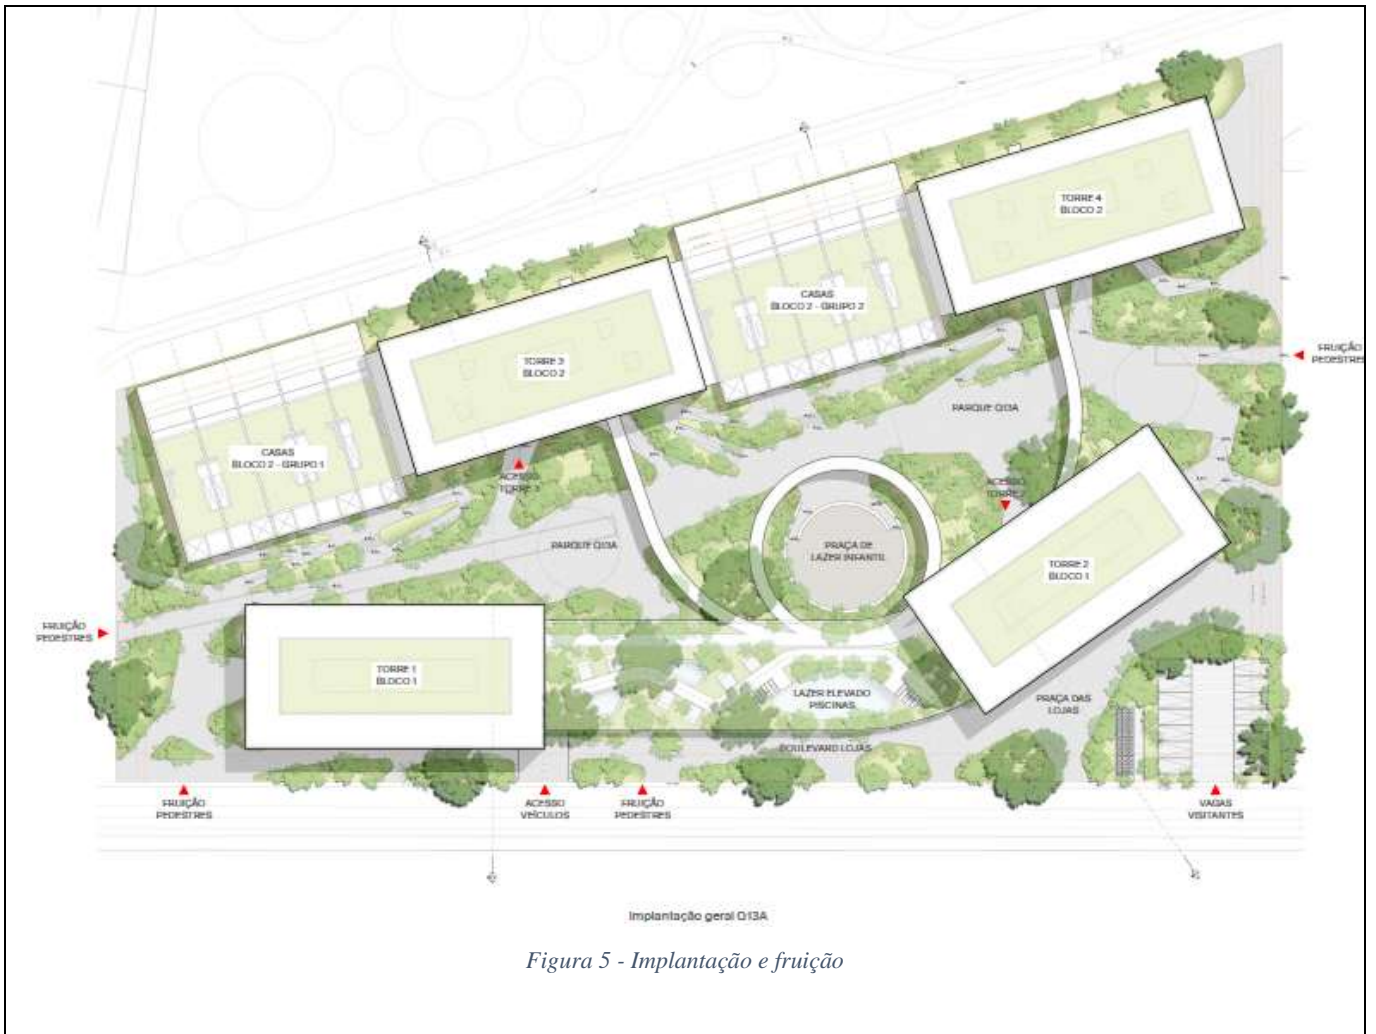 TORRE 4
BLOCO 2
CASAS
BLOCO 2 - GRUPO 2
FRUIÇÃO
PEDESTRES
TORRE 3
BLOCO 2
PARQUE Q13A
CASAS
BLOCO 2 - GRUPO 1
ACESSO
TORRE 3
ACESSO
TORRE 2
PARQUE Q13A
PRAÇA DE
LAZER INFANTIL
TORRE 2
BLOCO 1
FRUIÇÃO
PEDESTRES
TORRE 1
BLOCO 1
LAZER ELEVADO
PISCINAS
PRAÇA DAS
LOJAS
BOULEVARD LOJAS
FRUIÇÃO
PEDESTRES
ACESSO
VEÍCULOS
FRUIÇÃO
PEDESTRES
VAGAS
VISITANTES
Implantação geral Q13A
Figura 5 - Implantação e fruição